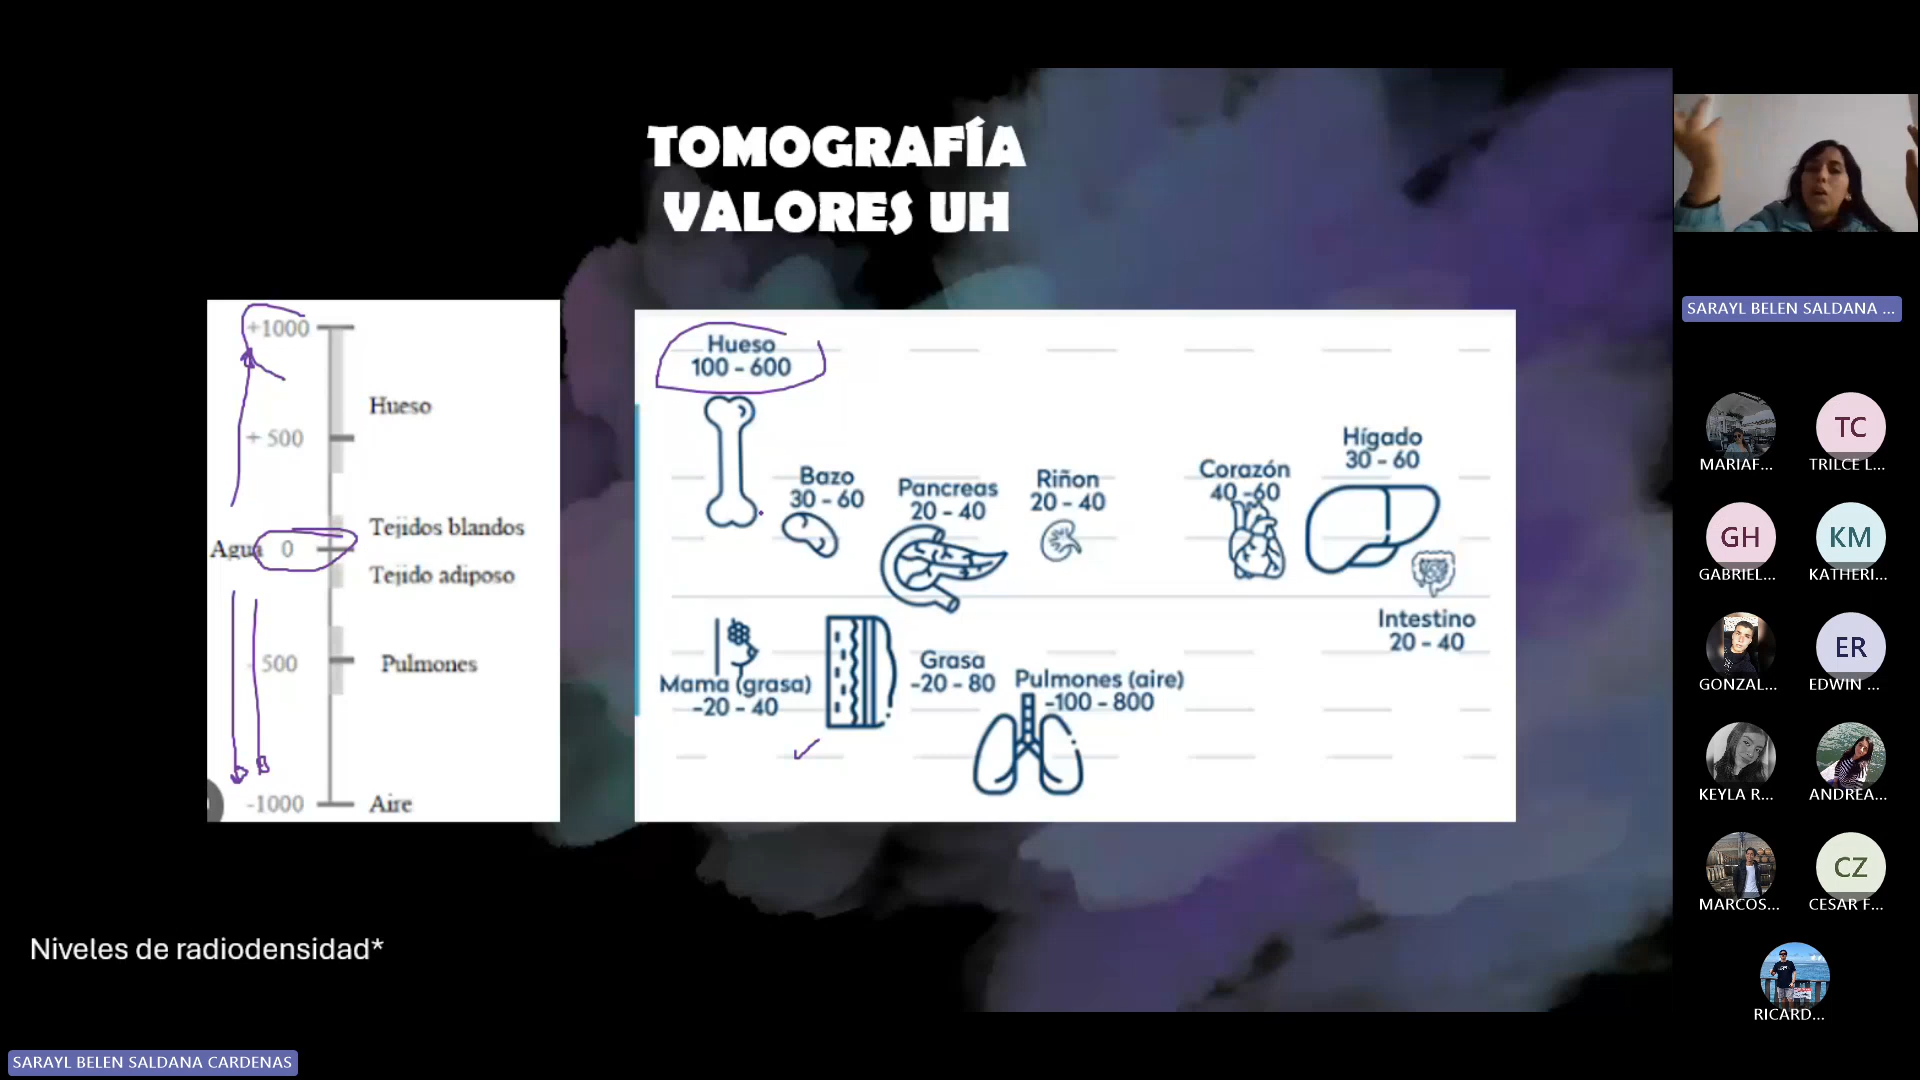 TOMOGRAFÍA
VALORES UH
+1000
Hueso
+ 500
Tejidos blandos
Agua 0
Tejido adiposo
- 500
Pulmones
-1000
Aire
Hueso
100 - 600
Bazo
30 - 60
Pancreas
20 - 40
Riñon
20 - 40
Corazón
40 -60
Hígado
30 - 60
Intestino
20 - 40
Mama (grasa)
-20 - 40
Grasa
-20 - 80
Pulmones (aire)
-100 - 800
Niveles de radiodensidad*
SARAYL BELEN SALDANA CARDENAS
SARAYL BELEN SALDANA ...
MARIAF...
TC
TRILCE L...
GH
GABRIEL...
KM
KATHERI...
GONZAL...
ER
EDWIN ...
KEYLA R...
ANDREA...
MARCOS...
CZ
CESAR F...
RICARD...